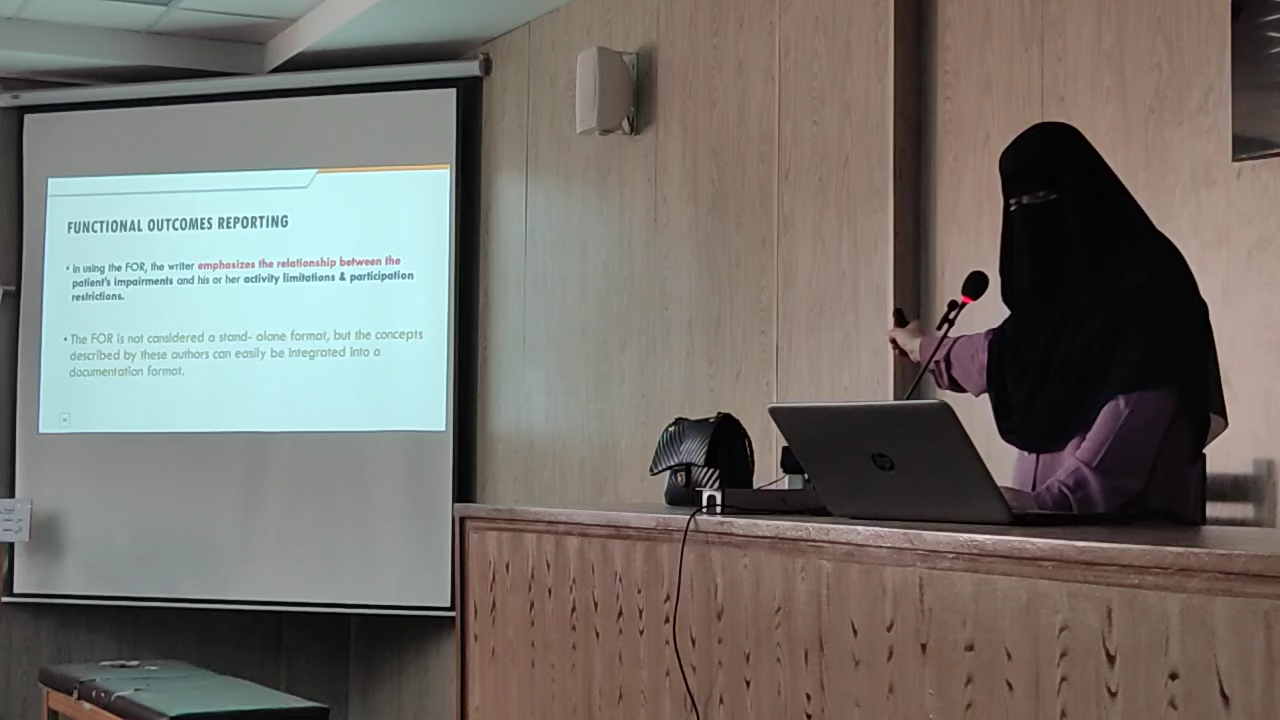 FUNCTIONAL OUTCOMES REPORTING
• In using the FOR, the writer emphasizes the relationship between the
patient's impairments and his or her activity limitations & participation
restrictions.
• The FOR is not considered a stand- alone format, but the concepts
described by these authors can easily be integrated into a
documentation format.
hp